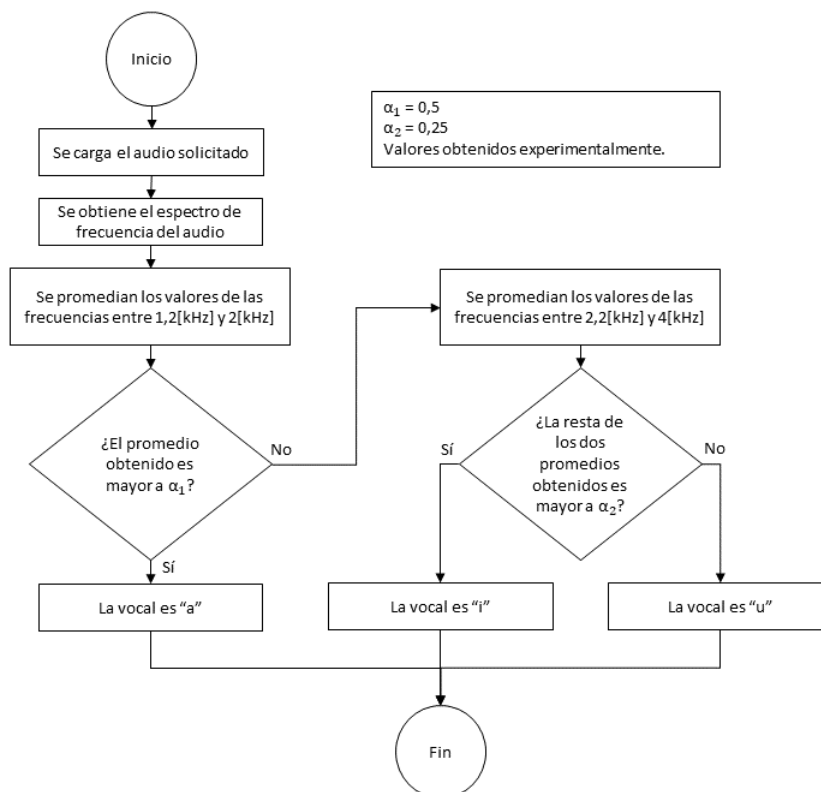 Inicio
α₁ = 0,5
α₂ = 0,25
Valores obtenidos experimentalmente.
Se carga el audio solicitado
Se obtiene el espectro de
frecuencia del audio
Se promedian los valores de las
frecuencias entre 1,2[kHz] y 2[kHz]
Se promedian los valores de las
frecuencias entre 2,2[kHz] y 4[kHz]
¿El promedio
obtenido es
mayor a α₁?
No
Sí
¿La resta de
los dos
promedios
obtenidos es
mayor a α₂?
Sí
No
La vocal es “a”
La vocal es “i”
La vocal es “u”
Fin